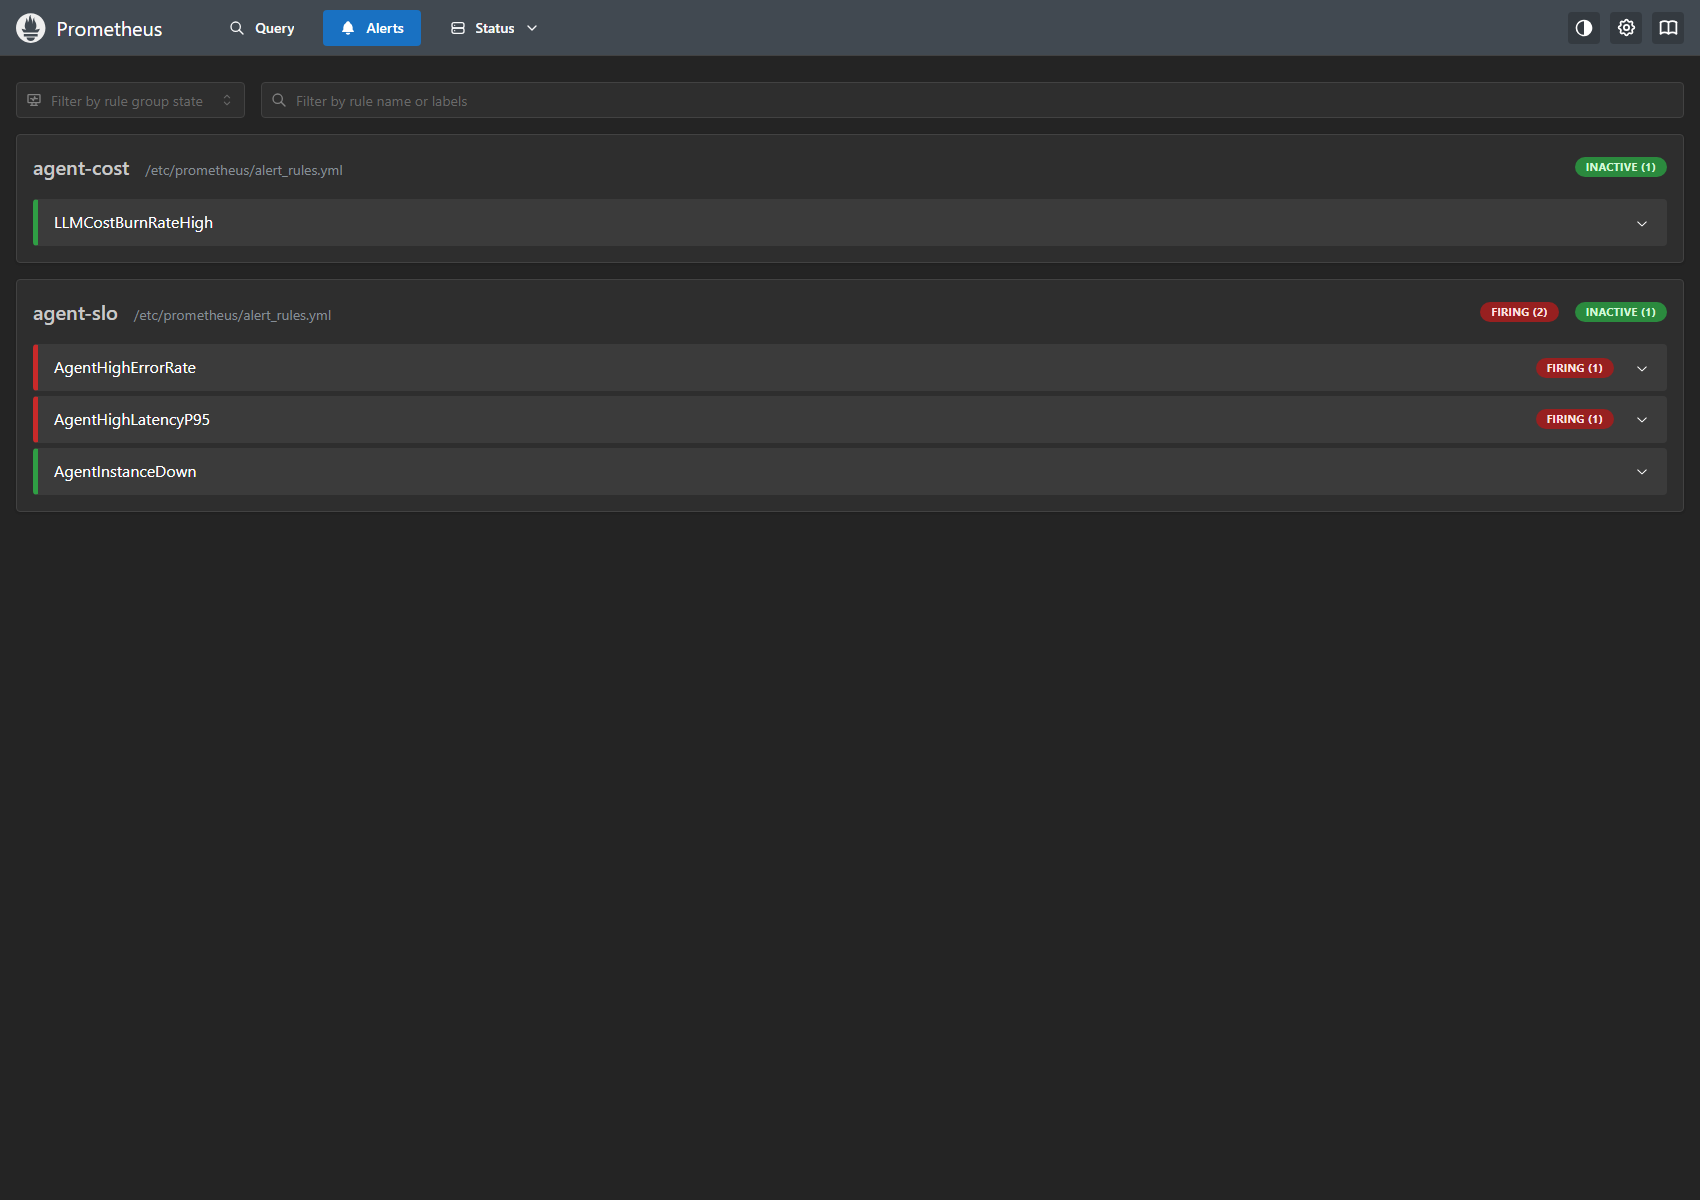 Prometheus Query Alerts Status
Filter by rule group state Filter by rule name or labels
agent-cost /etc/prometheus/alert_rules.yml INACTIVE (1)
LLMCostBurnRateHigh
agent-slo /etc/prometheus/alert_rules.yml FIRING (2) INACTIVE (1)
AgentHighErrorRate FIRING (1)
AgentHighLatencyP95 FIRING (1)
AgentInstanceDown